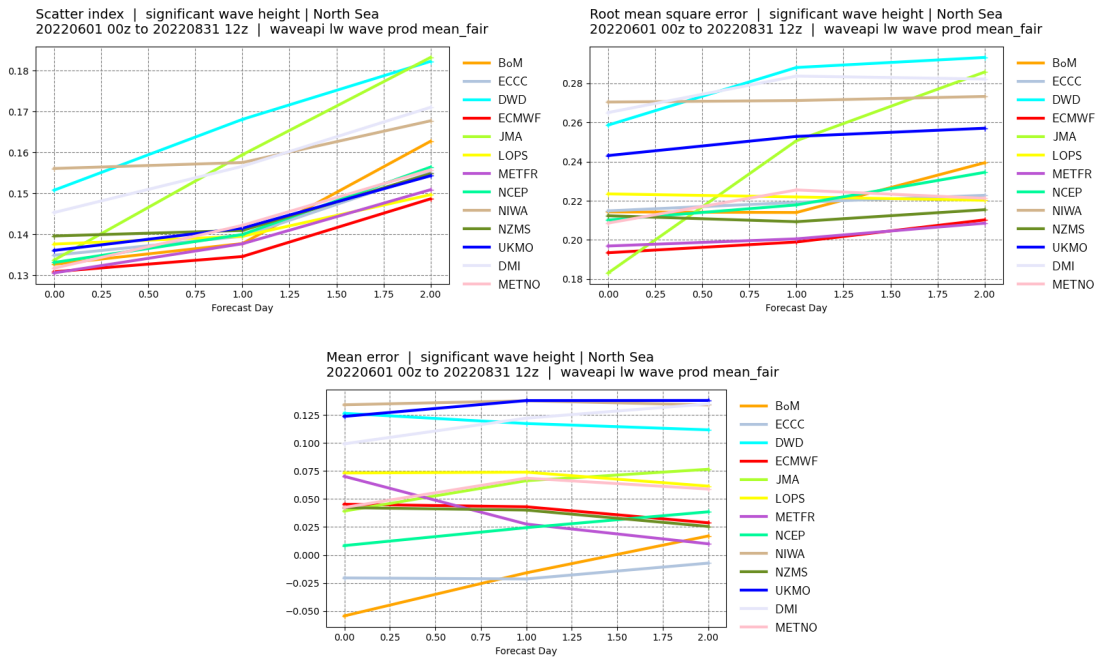 Scatter index | significant wave height | North Sea
20220601 00z to 20220831 12z | waveapi lw wave prod mean_fair
0.18
0.17
0.16
0.15
0.14
0.13
0.00 0.25 0.50 0.75 1.00 1.25 1.50 1.75 2.00
Forecast Day
BoM
ECCC
DWD
ECMWF
JMA
LOPS
METFR
NCEP
NIWA
NZMS
UKMO
DMI
METNO
Root mean square error | significant wave height | North Sea
20220601 00z to 20220831 12z | waveapi lw wave prod mean_fair
0.28
0.26
0.24
0.22
0.20
0.18
0.00 0.25 0.50 0.75 1.00 1.25 1.50 1.75 2.00
Forecast Day
BoM
ECCC
DWD
ECMWF
JMA
LOPS
METFR
NCEP
NIWA
NZMS
UKMO
DMI
METNO
Mean error | significant wave height | North Sea
20220601 00z to 20220831 12z | waveapi lw wave prod mean_fair
0.125
0.100
0.075
0.050
0.025
0.000
−0.025
−0.050
0.00 0.25 0.50 0.75 1.00 1.25 1.50 1.75 2.00
Forecast Day
BoM
ECCC
DWD
ECMWF
JMA
LOPS
METFR
NCEP
NIWA
NZMS
UKMO
DMI
METNO